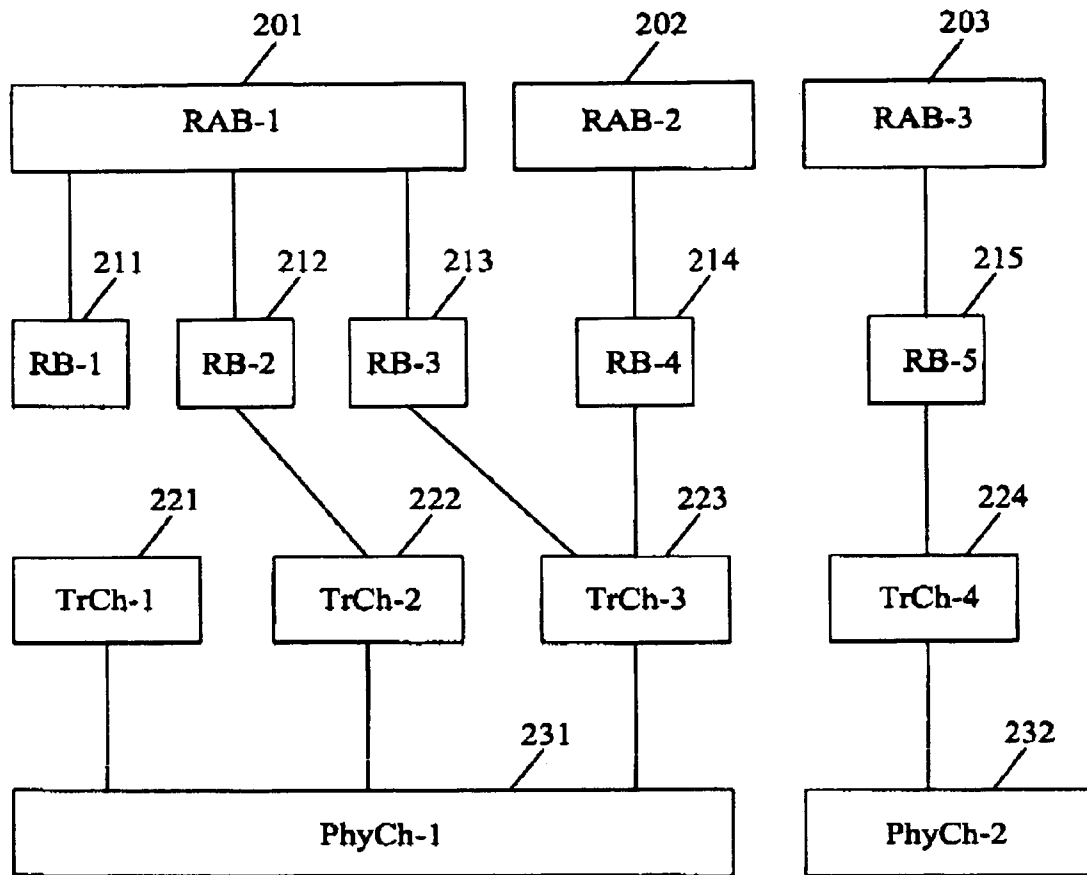 201 202 203
RAB-1 RAB-2 RAB-3
211 212 213 214 215
RB-1 RB-2 RB-3 RB-4 RB-5
221 222 223 224
TrCh-1 TrCh-2 TrCh-3 TrCh-4
231 232
PhyCh-1 PhyCh-2